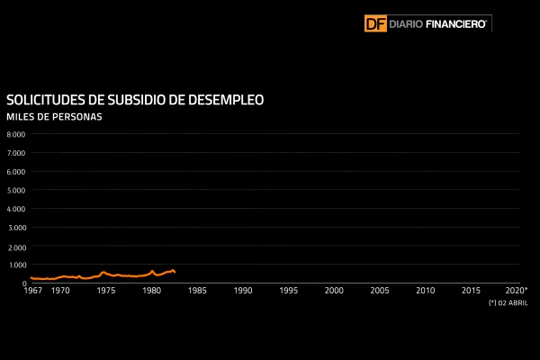 DF DIARIO FINANCIERO®
SOLICITUDES DE SUBSIDIO DE DESEMPLEO
MILES DE PERSONAS
8.000
7.000
6.000
5.000
4.000
3.000
2.000
1.000
0
1967 1970 1975 1980 1985 1990 1995 2000 2005 2010 2015 2020*
(*) 02 ABRIL